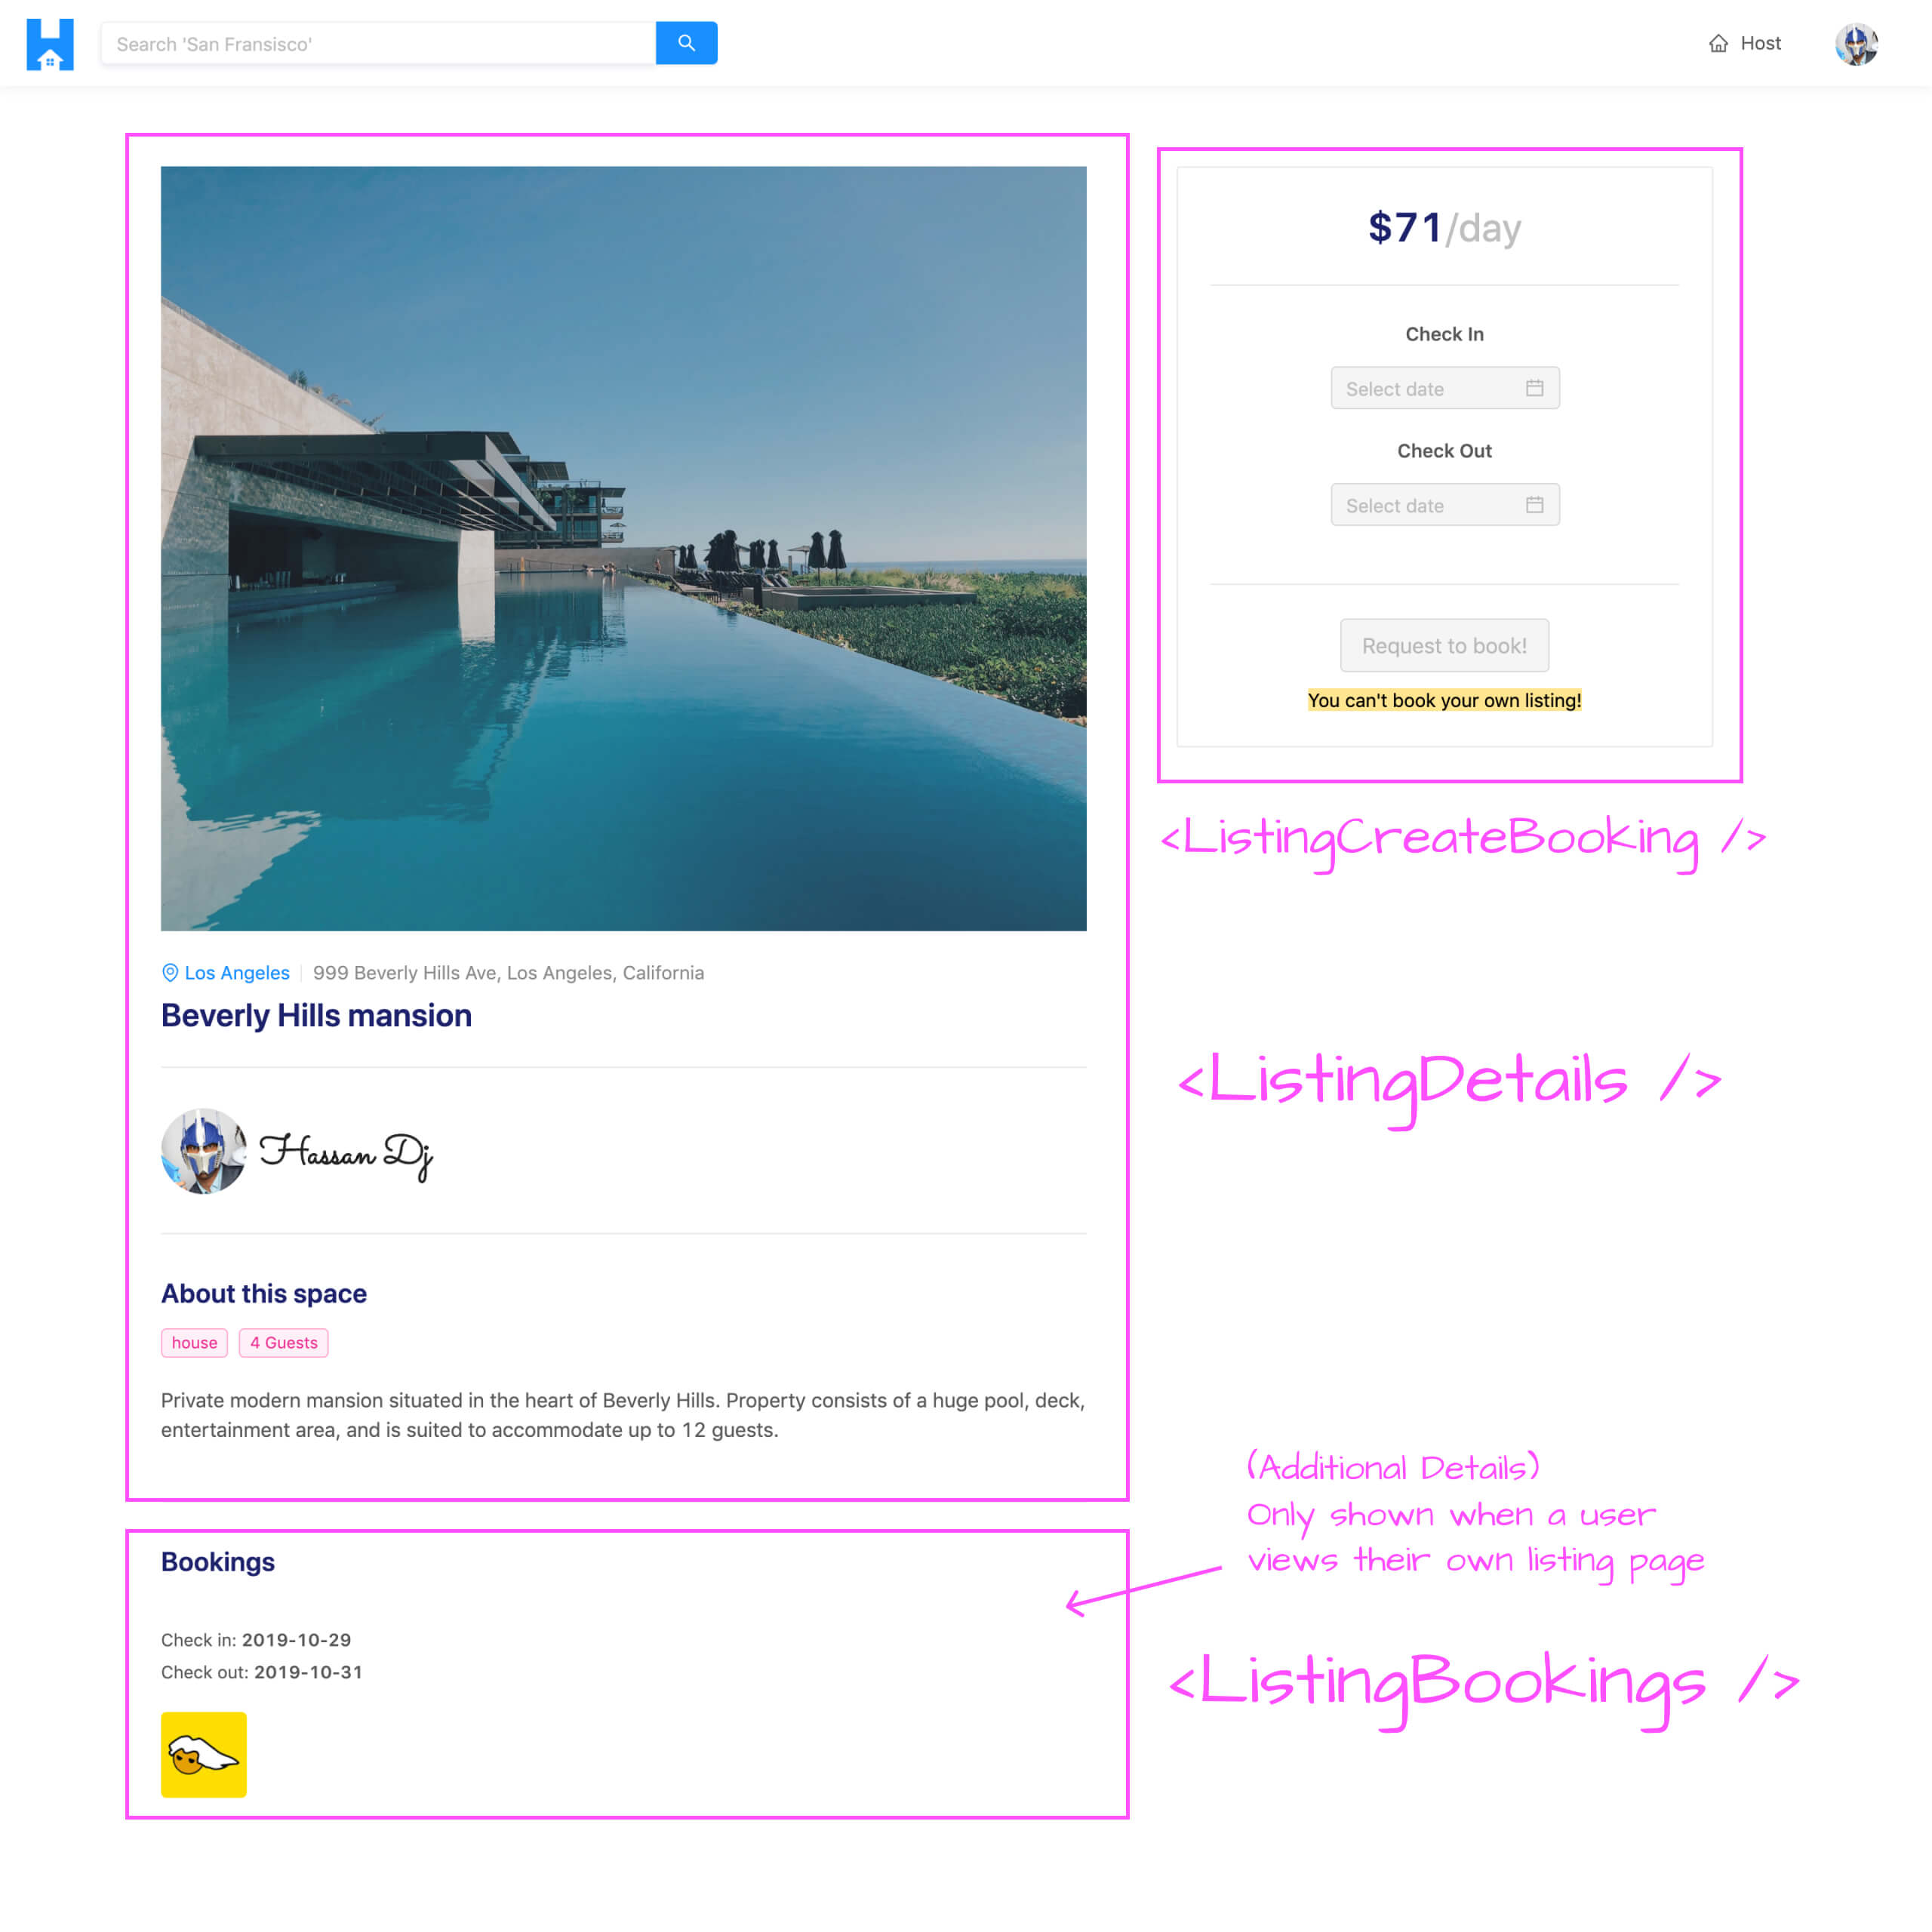 Search 'San Fransisco'
Host
$71/day
Check In
Select date
Check Out
Select date
Request to book!
You can't book your own listing!
<ListingCreateBooking />
Los Angeles 999 Beverly Hills Ave, Los Angeles, California
Beverly Hills mansion
<ListingDetails />
Hassan Dj
About this space
house 4 Guests
Private modern mansion situated in the heart of Beverly Hills. Property consists of a huge pool, deck,
entertainment area, and is suited to accommodate up to 12 guests.
(Additional Details)
Only shown when a user
views their own listing page
Bookings
Check in: 2019-10-29
Check out: 2019-10-31
<ListingBookings />